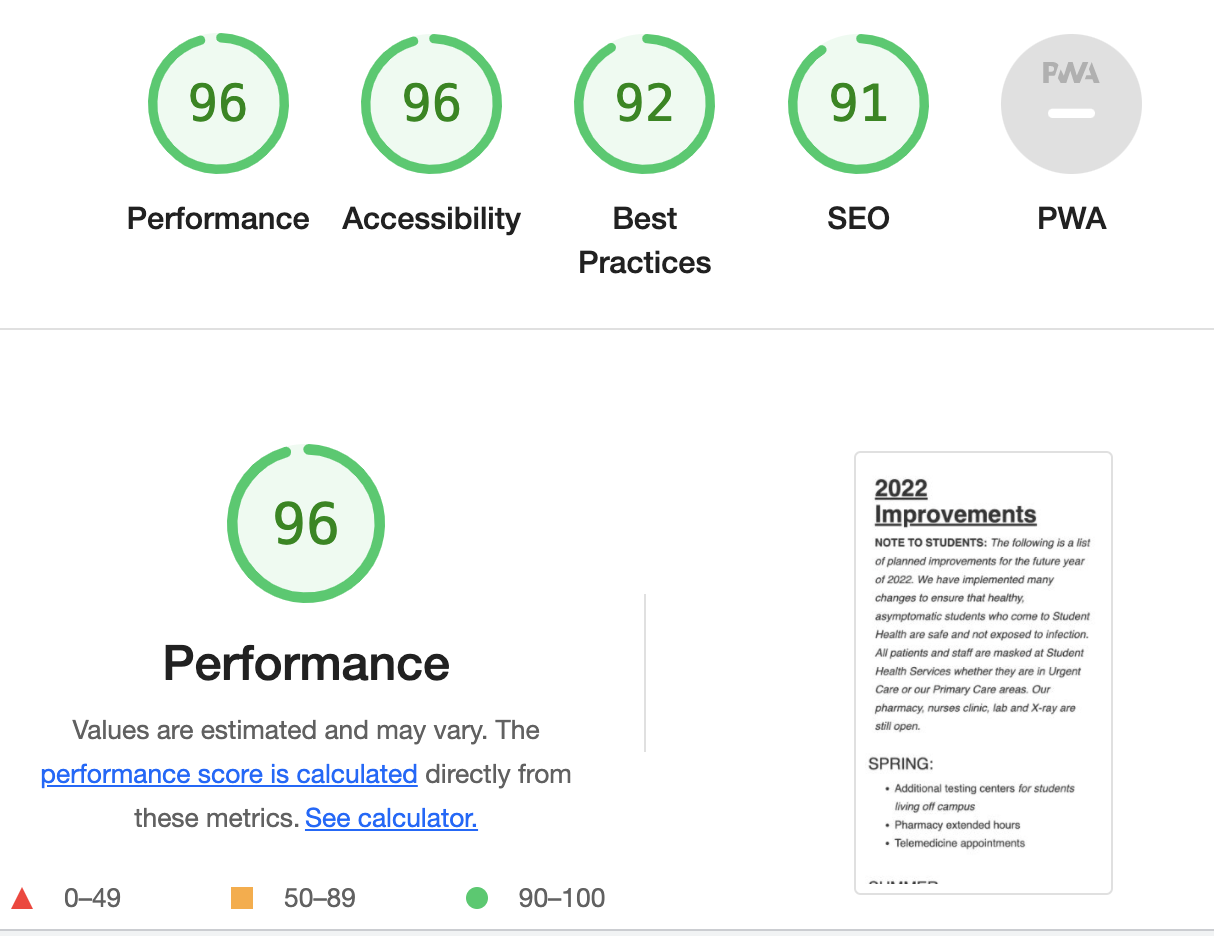 96
96
92
91
PWA
Performance
Accessibility
Best
Practices
SEO
PWA
96
Performance
Values are estimated and may vary. The
performance score is calculated directly from
these metrics. See calculator.
0–49
50–89
90–100
2022
Improvements
NOTE TO STUDENTS: The following is a list
of planned improvements for the future year
of 2022. We have implemented many
changes to ensure that healthy,
asymptomatic students who come to Student
Health are safe and not exposed to infection.
All patients and staff are masked at Student
Health Services whether they are in Urgent
Care or our Primary Care areas. Our
pharmacy, nurses clinic, lab and X-ray are
still open.
SPRING:
• Additional testing centers for students
living off campus
• Pharmacy extended hours
• Telemedicine appointments